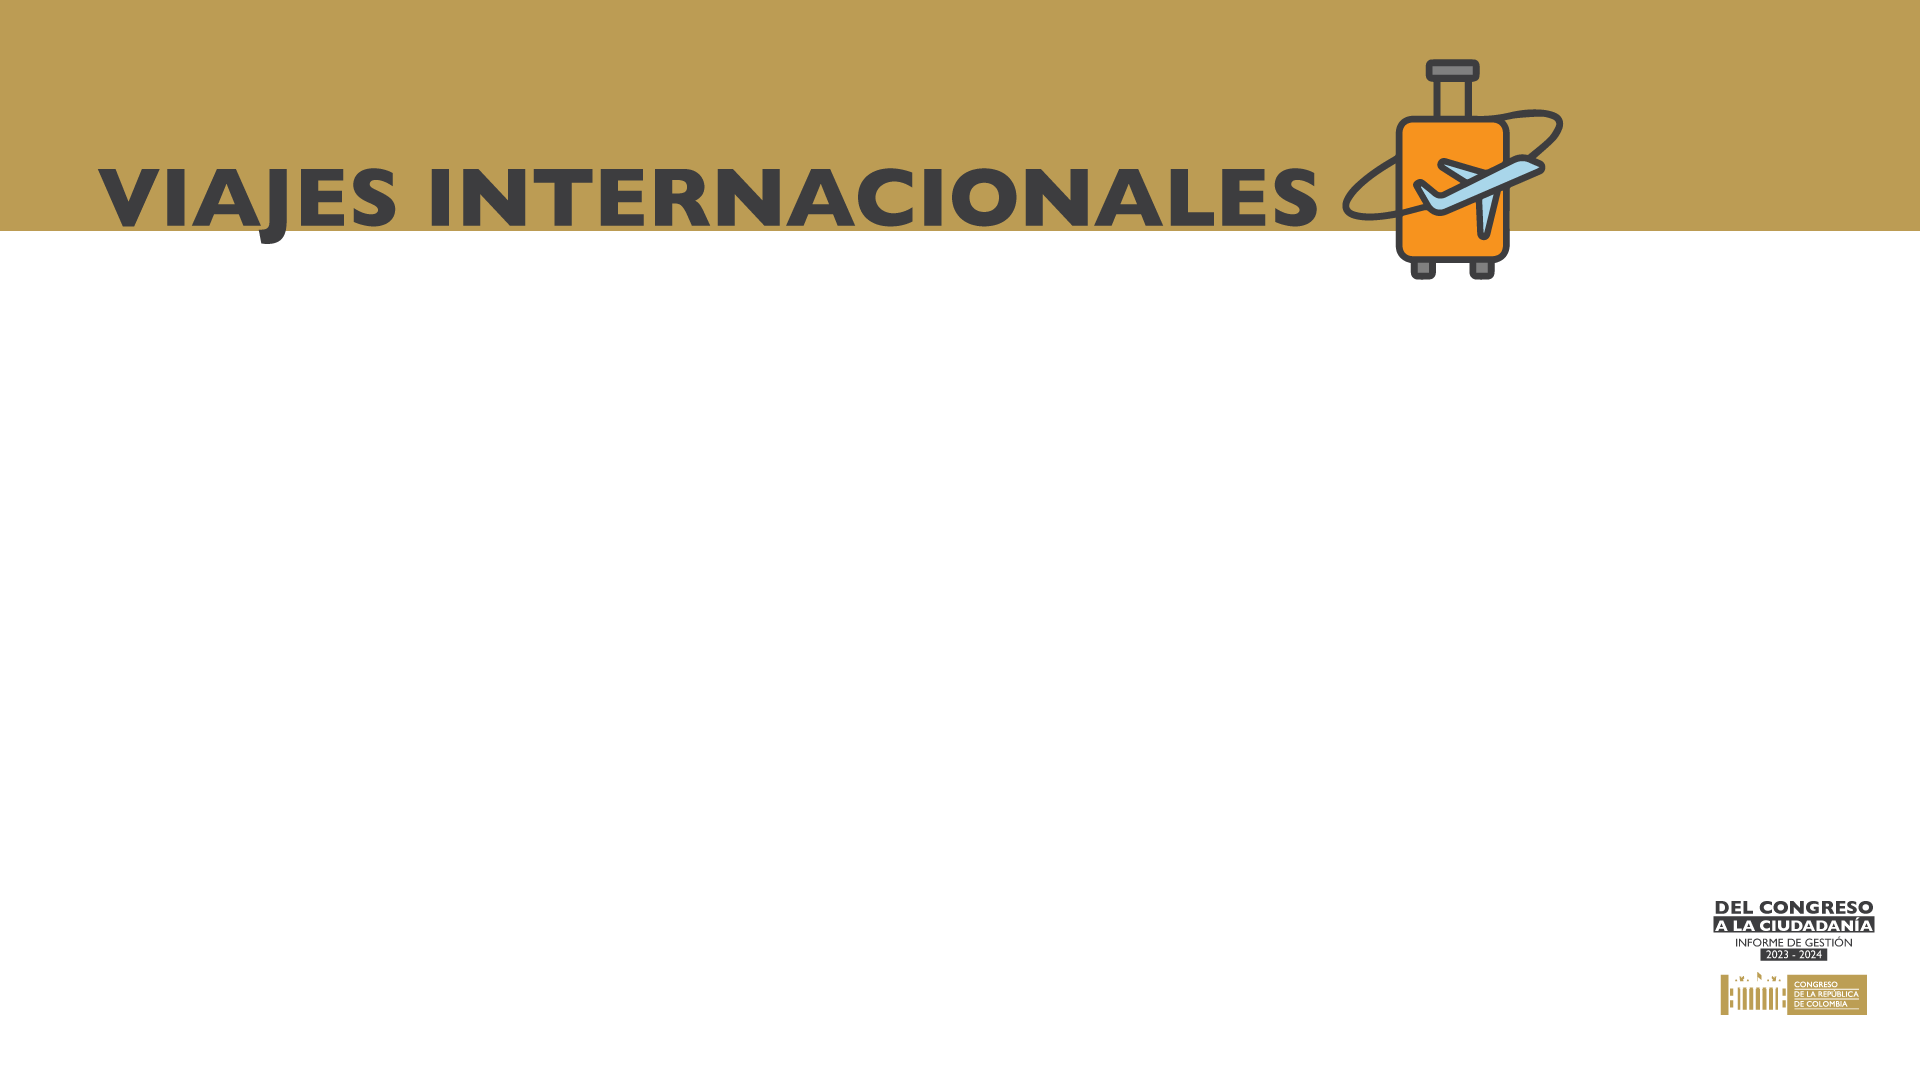 VIAJES INTERNACIONALES
DEL CONGRESO
A LA CIUDADANÍA
INFORME DE GESTIÓN
2023 - 2024
CONGRESO
DE LA REPÚBLICA
DE COLOMBIA